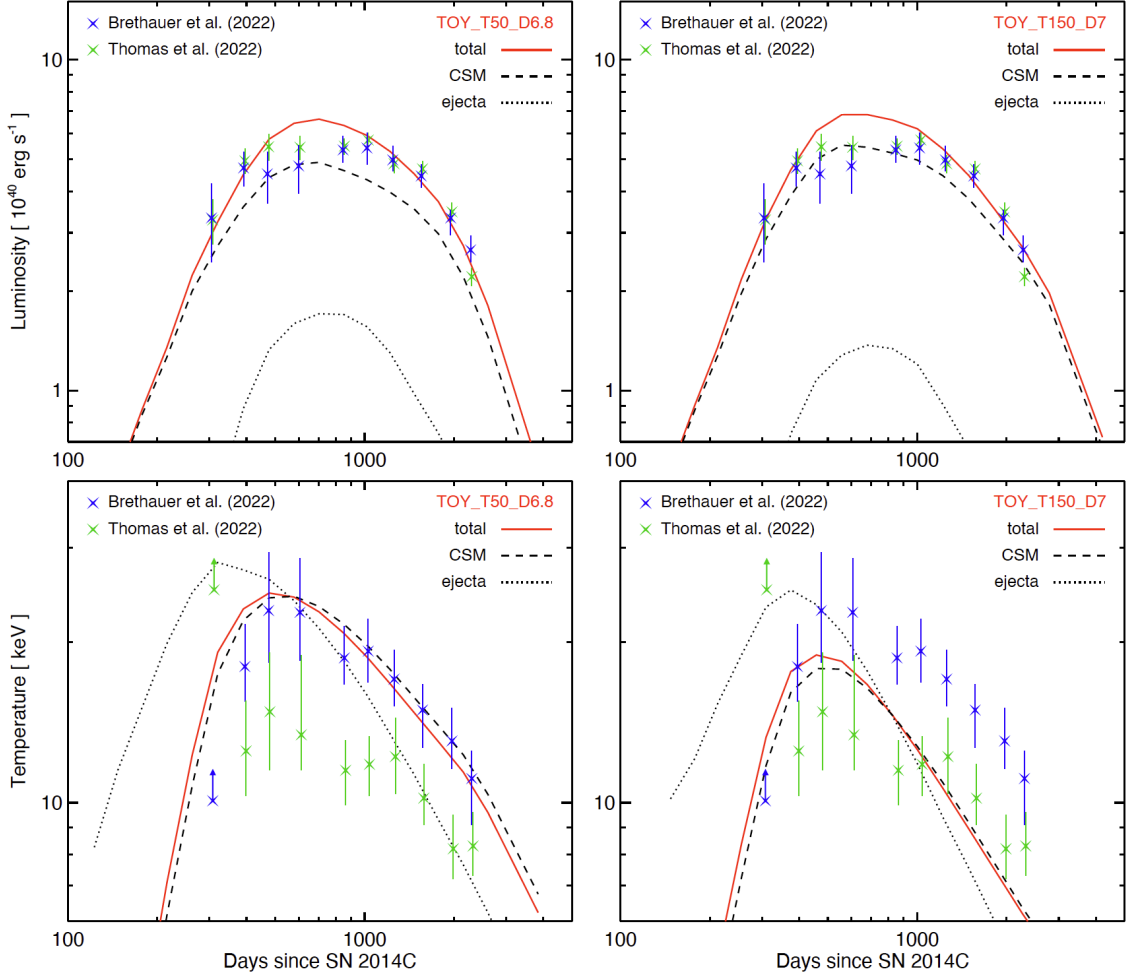 Brethauer et al. (2022)
TOY_T50_D6.8
Thomas et al. (2022)
total
CSM
ejecta
10
1
Luminosity [ 10⁴⁰ erg s⁻¹ ]
100
1000
Brethauer et al. (2022)
TOY_T150_D7
Thomas et al. (2022)
total
CSM
ejecta
10
1
100
1000
Brethauer et al. (2022)
TOY_T50_D6.8
Thomas et al. (2022)
total
CSM
ejecta
Temperature [ keV ]
10
100
1000
Days since SN 2014C
Brethauer et al. (2022)
TOY_T150_D7
Thomas et al. (2022)
total
CSM
ejecta
10
100
1000
Days since SN 2014C